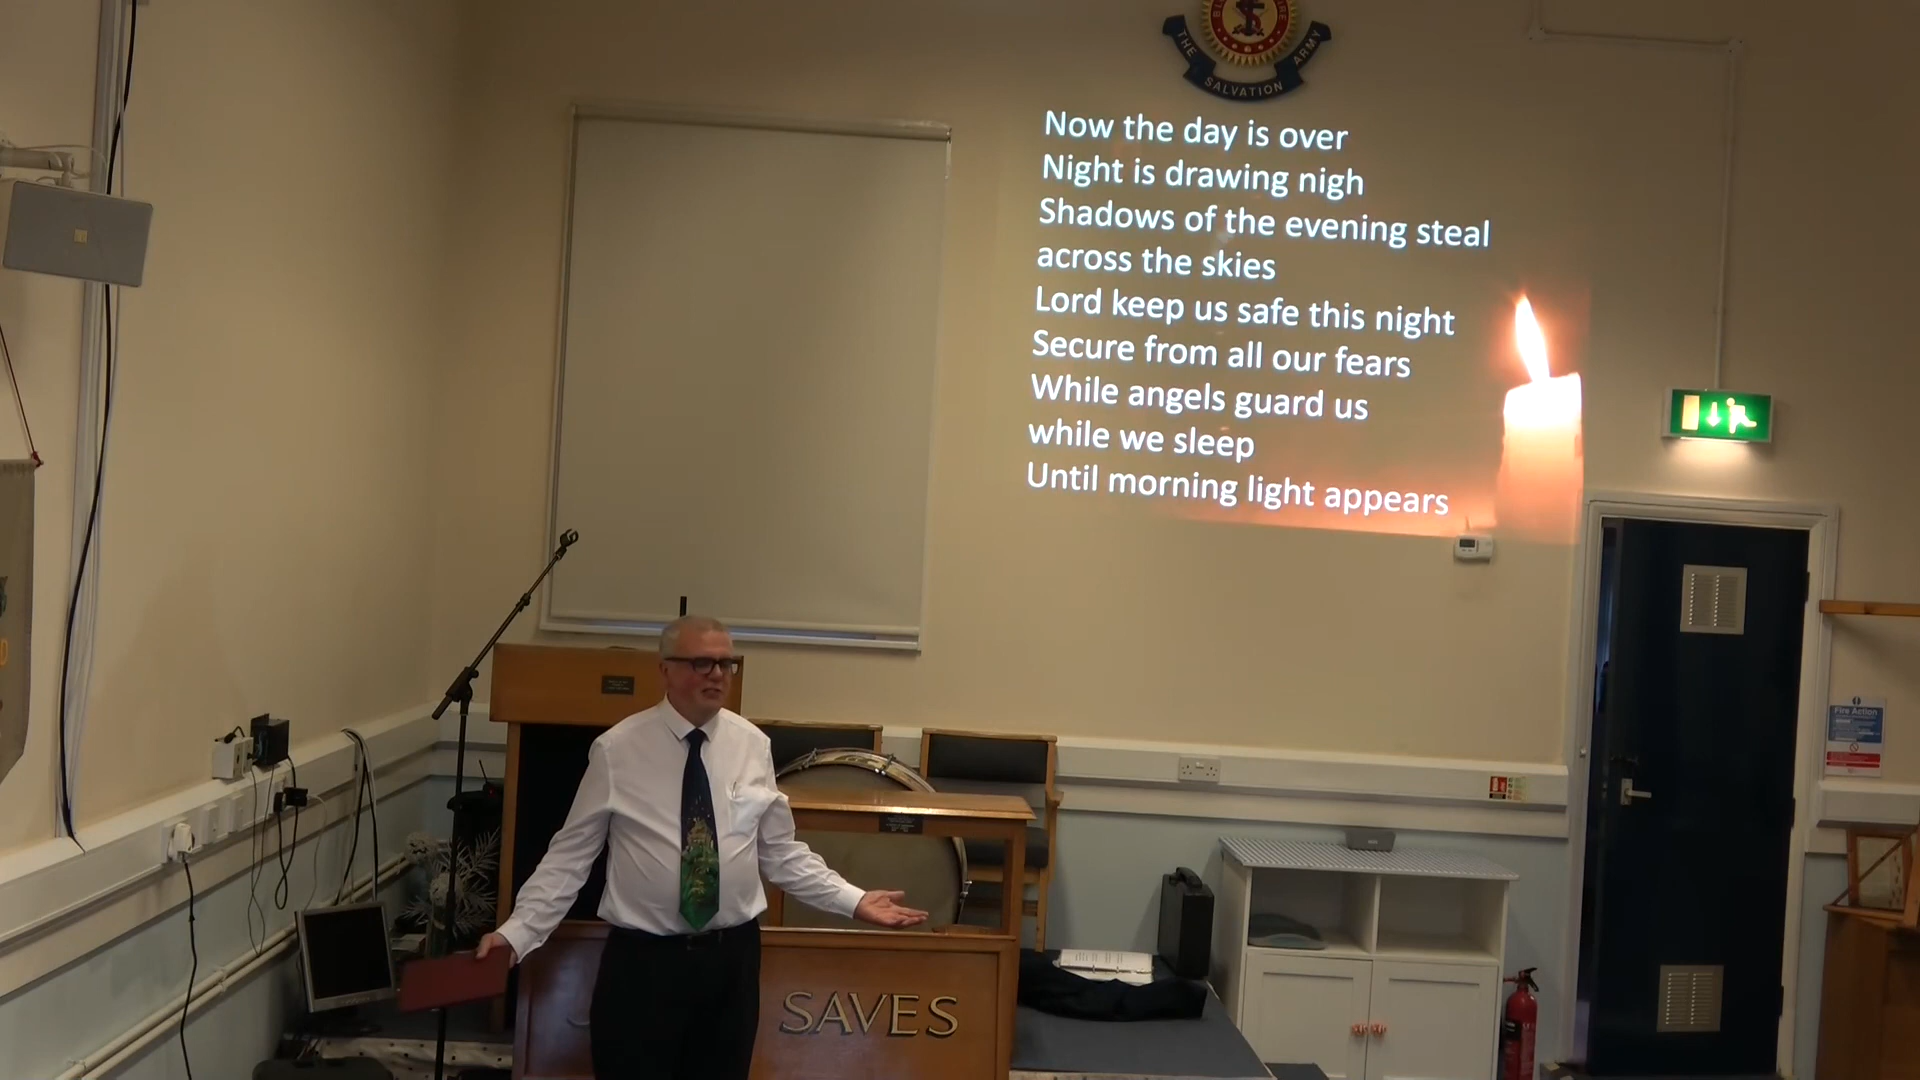 THE SALVATION ARMY
Now the day is over
Night is drawing nigh
Shadows of the evening steal
across the skies
Lord keep us safe this night
Secure from all our fears
While angels guard us
while we sleep
Until morning light appears
Fire Action
SAVES